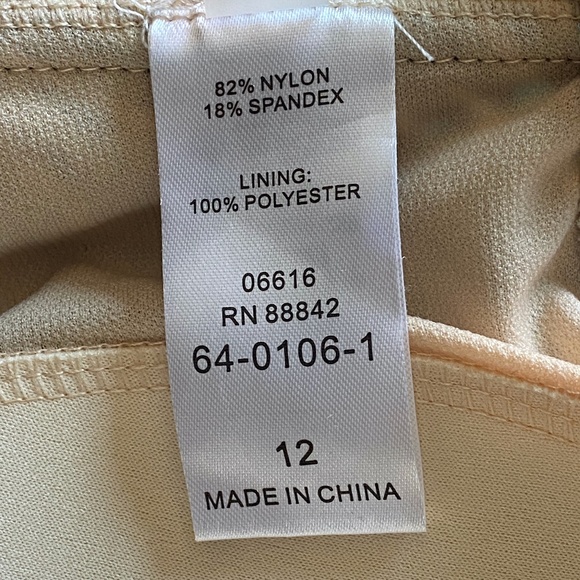 82% NYLON
18% SPANDEX
LINING:
100% POLYESTER
06616
RN 88842
64-0106-1
12
MADE IN CHINA